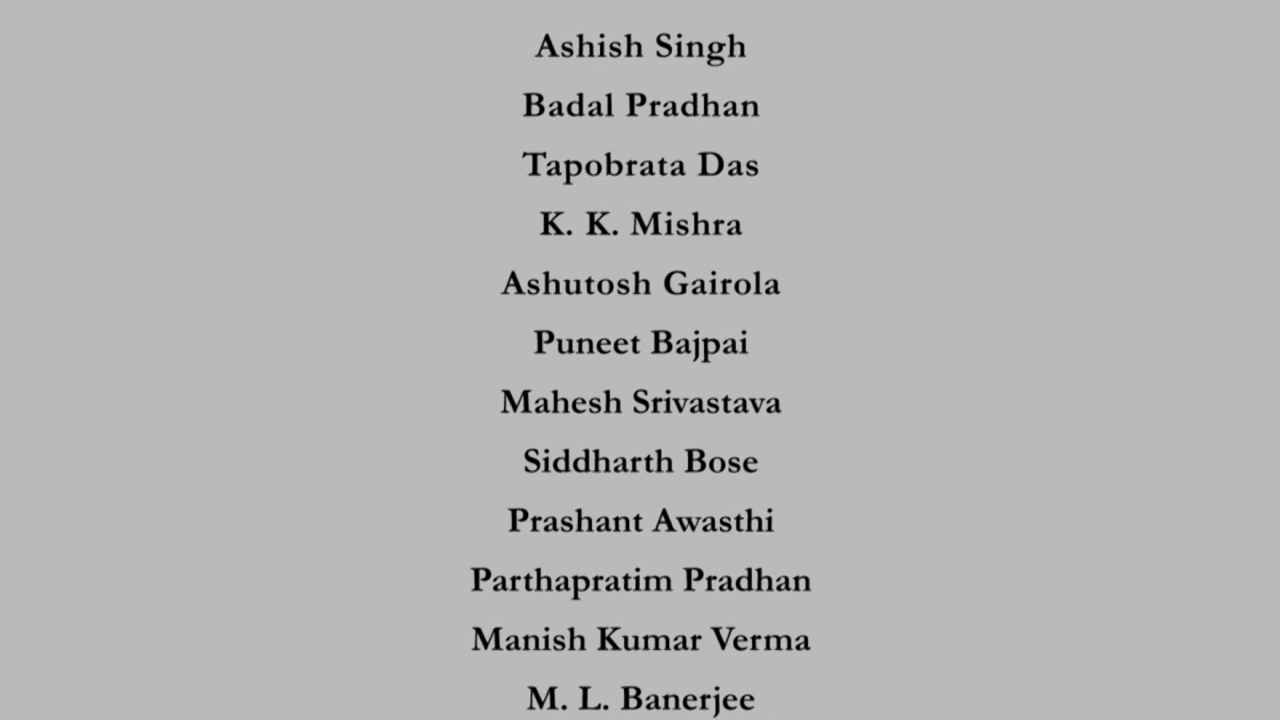 Ashish Singh
Badal Pradhan
Tapobrata Das
K. K. Mishra
Ashutosh Gairola
Puneet Bajpai
Mahesh Srivastava
Siddharth Bose
Prashant Awasthi
Parthapratim Pradhan
Manish Kumar Verma
M. L. Banerjee